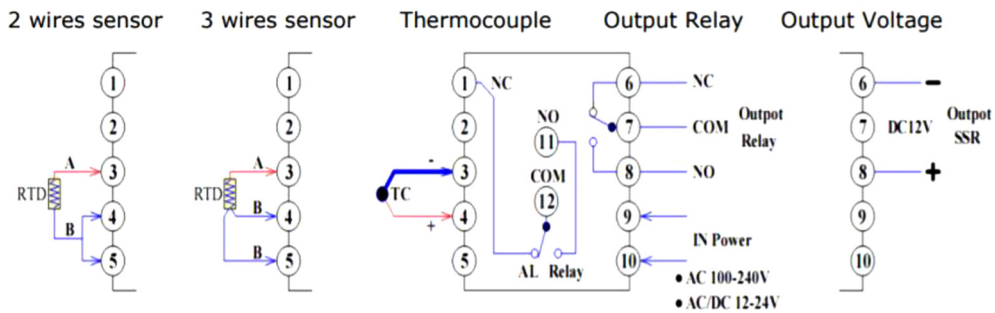 2 wires sensor
3 wires sensor
Thermocouple
Output Relay
Output Voltage
1
2
3
4
5
A
RTD
B
1
2
3
4
5
A
RTD
B
B
1
2
3
4
5
NC
-
TC
+
NO
11
COM
12
AL Relay
6
7
8
9
10
NC
COM
Outpot
Relay
NO
IN Power
● AC 100-240V
● AC/DC 12-24V
6
7
8
9
10
-
DC12V
Outpot
SSR
+